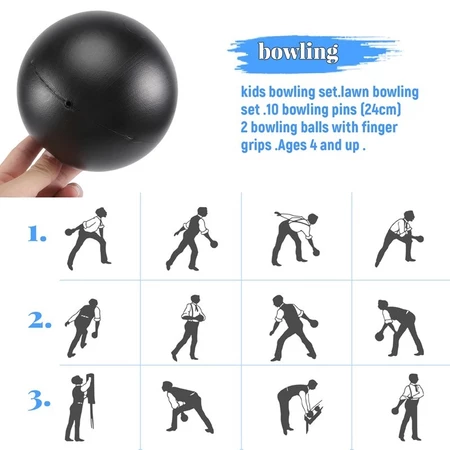 bowling
kids bowling set.lawn bowling
set .10 bowling pins (24cm)
2 bowling balls with finger
grips .Ages 4 and up .
1.
2.
3.